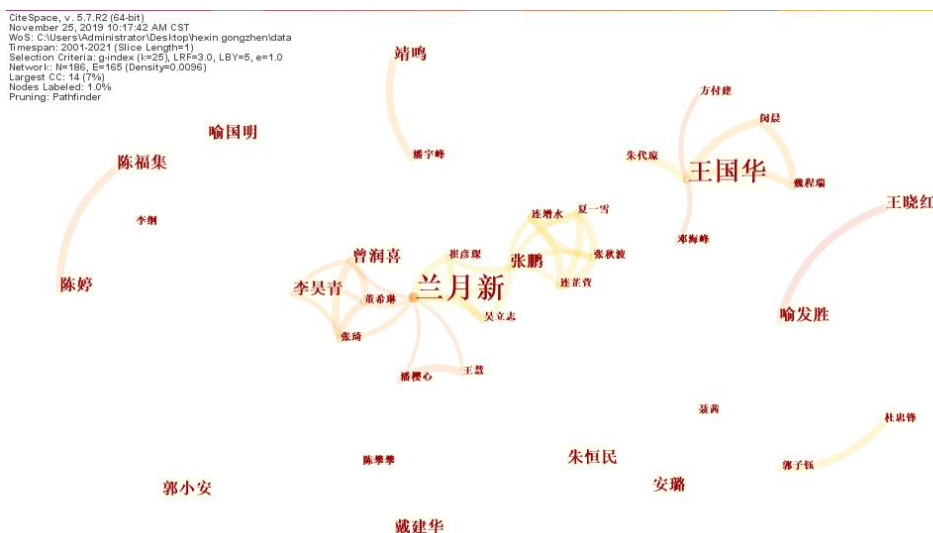 CiteSpace, v. 5.7.R2 (64-bit)
November 25, 2019 10:17:42 AM CST
WoS: C:\Users\Administrator\Desktop\hexin gongzhen\data
Timespan: 2001-2021 (Slice Length=1)
Selection Criteria: g-index (k=25), LRF=3.0, LBY=5, e=1.0
Network: N=186, E=165 (Density=0.0096)
Largest CC: 14 (7%)
Nodes Labeled: 1.0%
Pruning: Pathfinder
靖鸣
方付建
闵晨
喻国明
陈福集
潘宇峰
朱代琼
王国华
魏程瑞
王晓红
李纲
连增水
夏一雪
邓海峰
曾润喜
崔彦琛
张鹏
张秋波
陈婷
李昊青
董希琳
兰月新
连芷萱
吴立志
喻发胜
张琦
潘樱心
王慧
聂茜
杜忠锋
陈攀攀
朱恒民
郭子钰
郭小安
安璐
戴建华